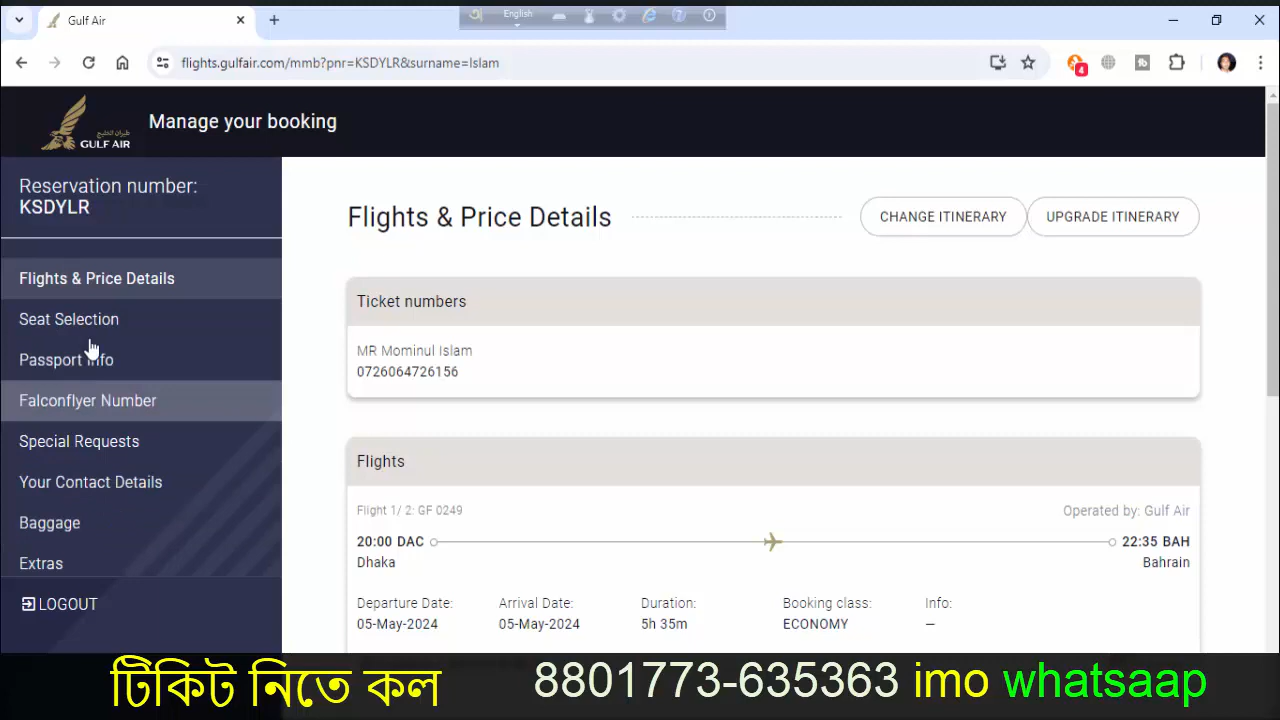 Gulf Air
English
flights.gulfair.com/mmb?pnr=KSDYLR&surname=Islam
4
طيران الخليج
GULF AIR
Manage your booking
Reservation number:
KSDYLR
Flights & Price Details
Seat Selection
Passport Info
Falconflyer Number
Special Requests
Your Contact Details
Baggage
Extras
LOGOUT
Flights & Price Details
CHANGE ITINERARY
UPGRADE ITINERARY
Ticket numbers
MR Mominul Islam
0726064726156
Flights
Flight 1/ 2: GF 0249
Operated by: Gulf Air
20:00 DAC
22:35 BAH
Dhaka
Bahrain
Departure Date:
Arrival Date:
Duration:
Booking class:
Info:
05-May-2024
05-May-2024
5h 35m
ECONOMY
—
টিকিট নিতে কল
8801773-635363 imo whatsaap